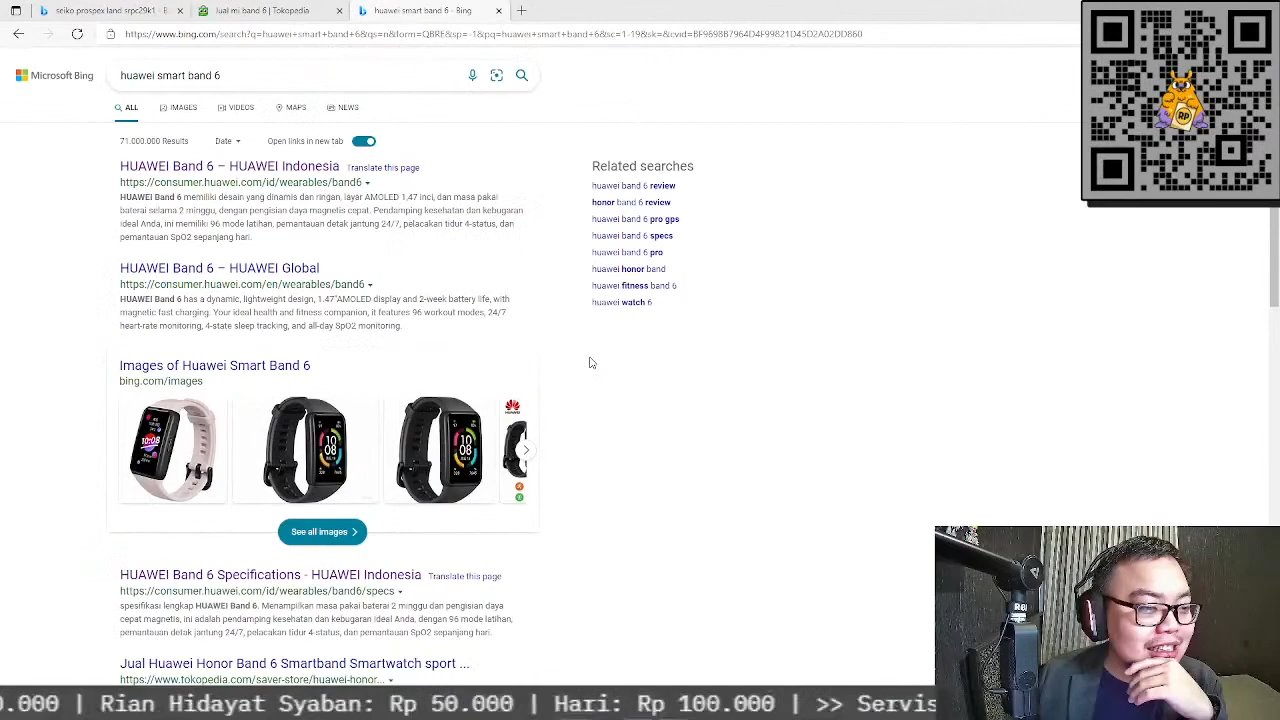 seiko prospex land srpc29k1 - B
Jual mi band 6 | Tokopedia
huawei smart band 6 - Bing
https://www.bing.com/search?q=huawei+smart+band+6&qs=n&form=QBRE&sp=-1&pq=huawei+smart+band+6&sc=1-19&sk=&cvid=BF9698B7964D4F99821D45D2A02DD860
Microsoft Bing
huawei smart band 6
ALL
IMAGES
VIDEOS
MAPS
NEWS
71.000.000 Results
Date
Open links in new tab
HUAWEI Band 6 – HUAWEI Indonesia Translate this page
https://consumer.huawei.com/id/wearables/band6
HUAWEI Band 6 memiliki desain yang dinamis dan ringan, layar AMOLED 1,47 inci, dan masa pakai
baterai selama 2 minggu, dengan pengisian daya magnetis cepat. Pendamping kesehatan dan kebugaran
ideal Anda, ini memiliki 96 mode latihan, pemantauan detak jantung 24/7, pelacakan tidur 4-status, dan
pemantauan SpO2 sepanjang hari.
HUAWEI Band 6 – HUAWEI Global
https://consumer.huawei.com/en/wearables/band6
HUAWEI Band 6 has a dynamic, lightweight design, 1.47"AMOLED display and 2-week battery life, with
magnetic fast charging. Your ideal health and fitness companion, it features 96 workout modes, 24/7
heart-rate monitoring, 4-state sleep tracking, and all-day SpO2 monitoring.
Images of Huawei Smart Band 6
bing.com/images
10:08
10
08
10
08
HUAWEI
See all images
HUAWEI Band 6 Specifications - HUAWEI Indonesia Translate this page
https://consumer.huawei.com/id/wearables/band6/specs
spesifikasi lengkap HUAWEI Band 6. Menampilkan masa pakai baterai 2 minggu dan pengisian daya
cepat magnetis, ini adalah pendamping kesehatan dan kebugaran ideal Anda, dengan 96 mode latihan,
pemantauan detak jantung 24/7, pelacakan tidur 4-status, dan pemantauan SpO2 sepanjang hari.
Jual Huawei Honor Band 6 Smartband Smartwatch sport ...
https://www.tokopedia.com/saver-store/huawei-honor...
Related searches
huawei band 6 review
honor band 6 review
huawei band 6 pro gps
huawei band 6 specs
huawei band 6 pro
huawei honor band
huawei fitness band 6
huawei watch 6
RP
0.000 | Rian Hidayat Syaban: Rp 50.000 | Hari: Rp 100.000 | >> Servis